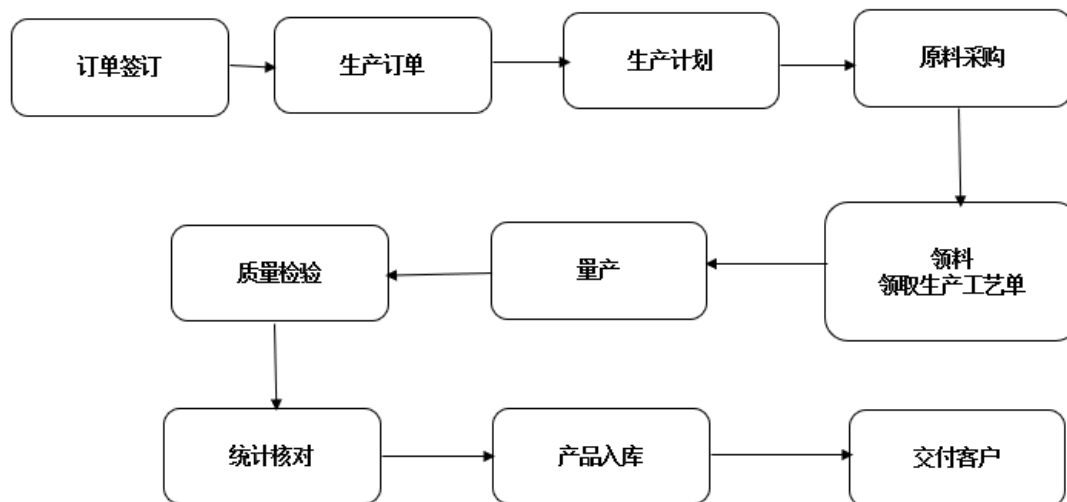 订单签订
生产订单
生产计划
原料采购
领料
领取生产工艺单
量产
质量检验
统计核对
产品入库
交付客户